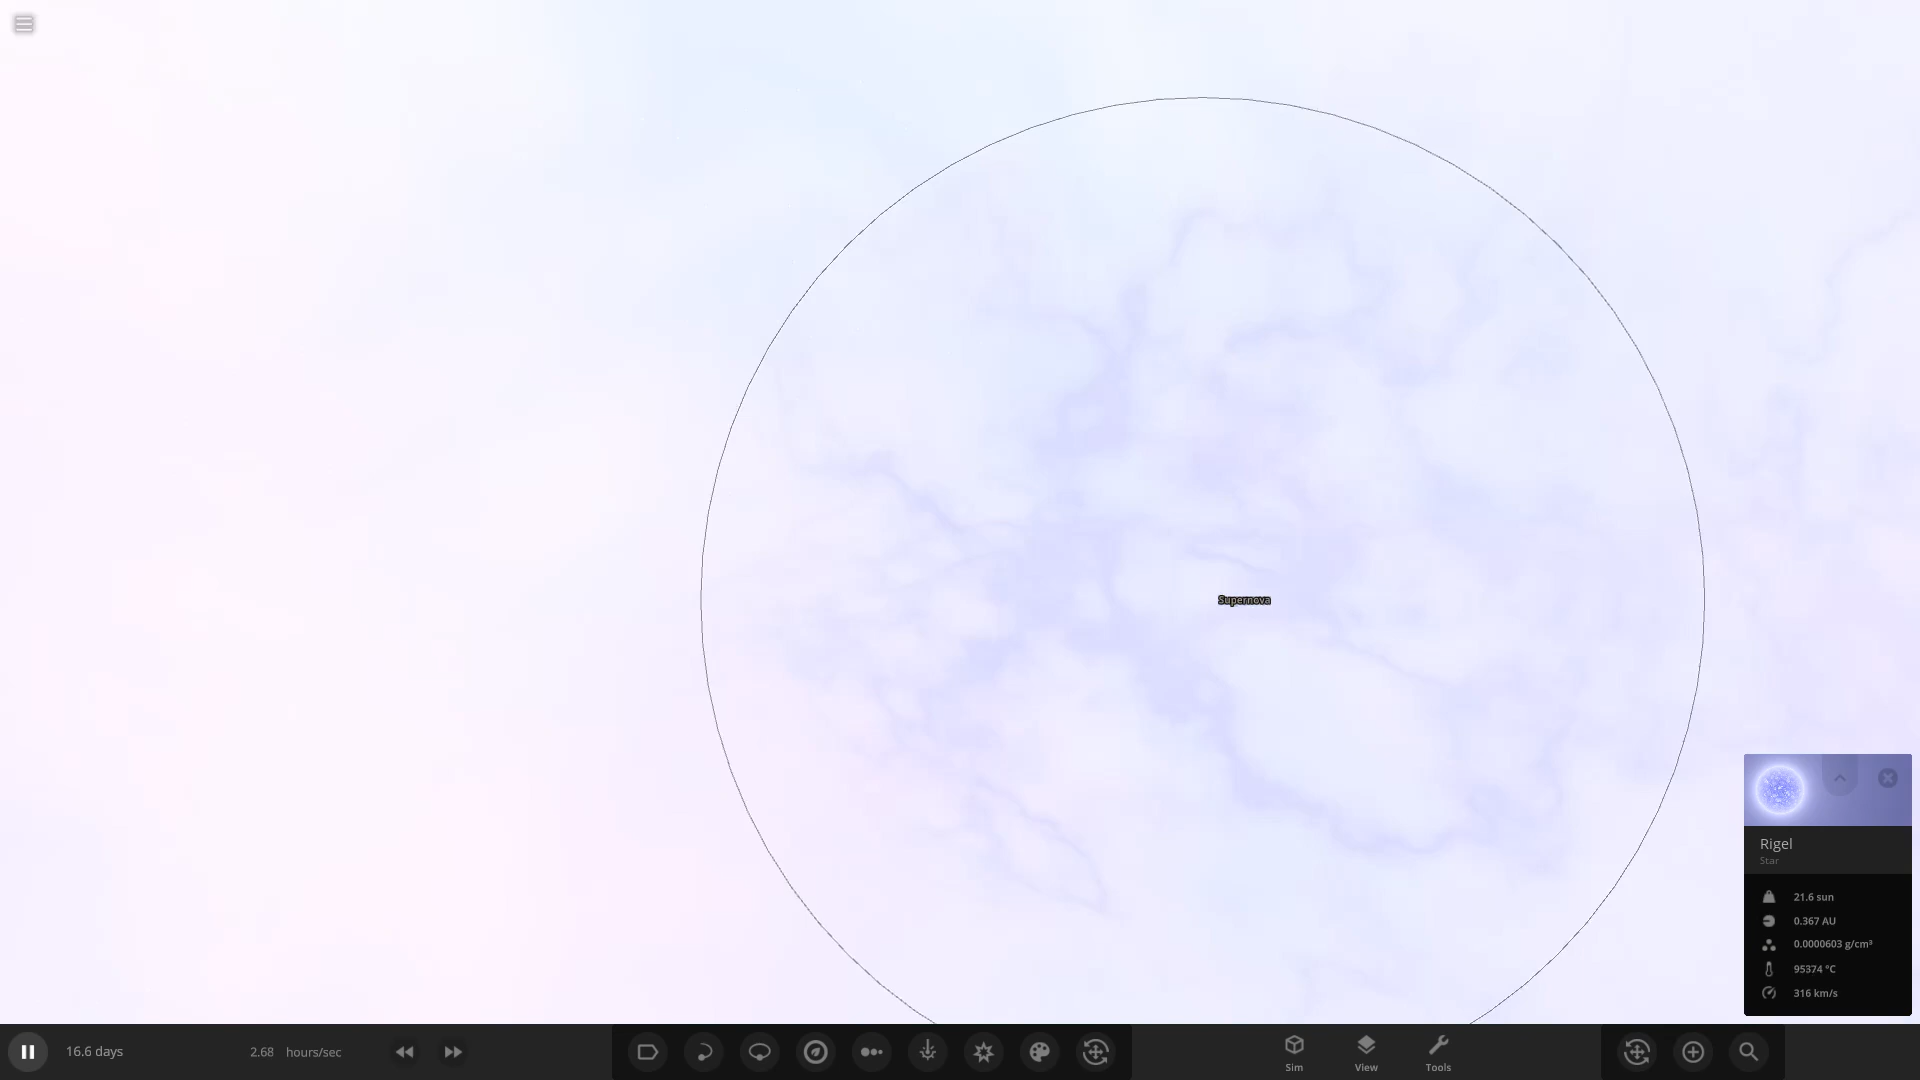 Supernova
Rigel
Star
21.6 sun
0.367 AU
0.0000603 g/cm³
95374 °C
316 km/s
16.6 days
2.68 hours/sec
Sim
View
Tools